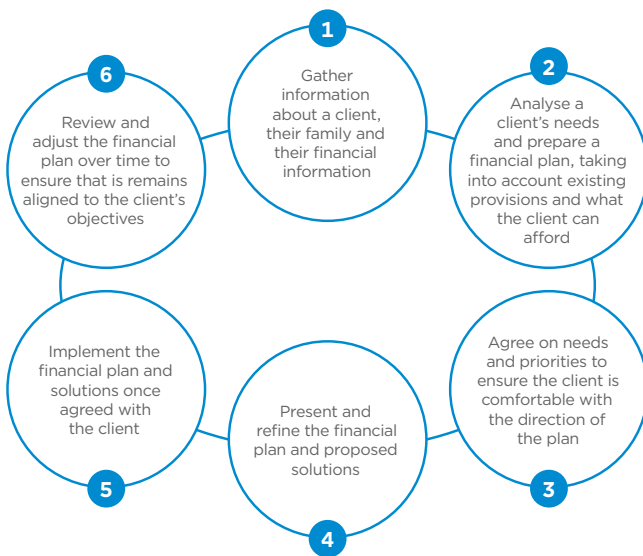 1
Gather
information
about a client,
their family and
their financial
information
2
Analyse a
client's needs
and prepare a
financial plan, taking
into account existing
provisions and what
the client can
afford
Agree on needs
and priorities to
ensure the client is
comfortable with
the direction of
the plan
3
Present and
refine the financial
plan and proposed
solutions
4
Implement the
financial plan and
solutions once
agreed with
the client
5
6
Review and
adjust the financial
plan over time to
ensure that is remains
aligned to the client's
objectives